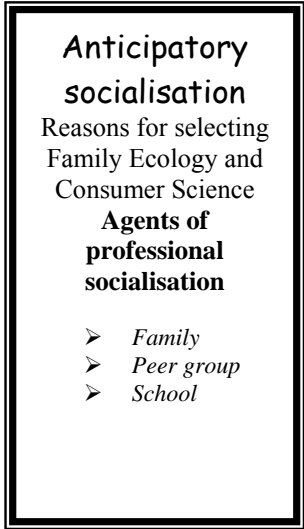 Anticipatory
socialisation
Reasons for selecting
Family Ecology and
Consumer Science
Agents of
professional
socialisation
➢ Family
➢ Peer group
➢ School